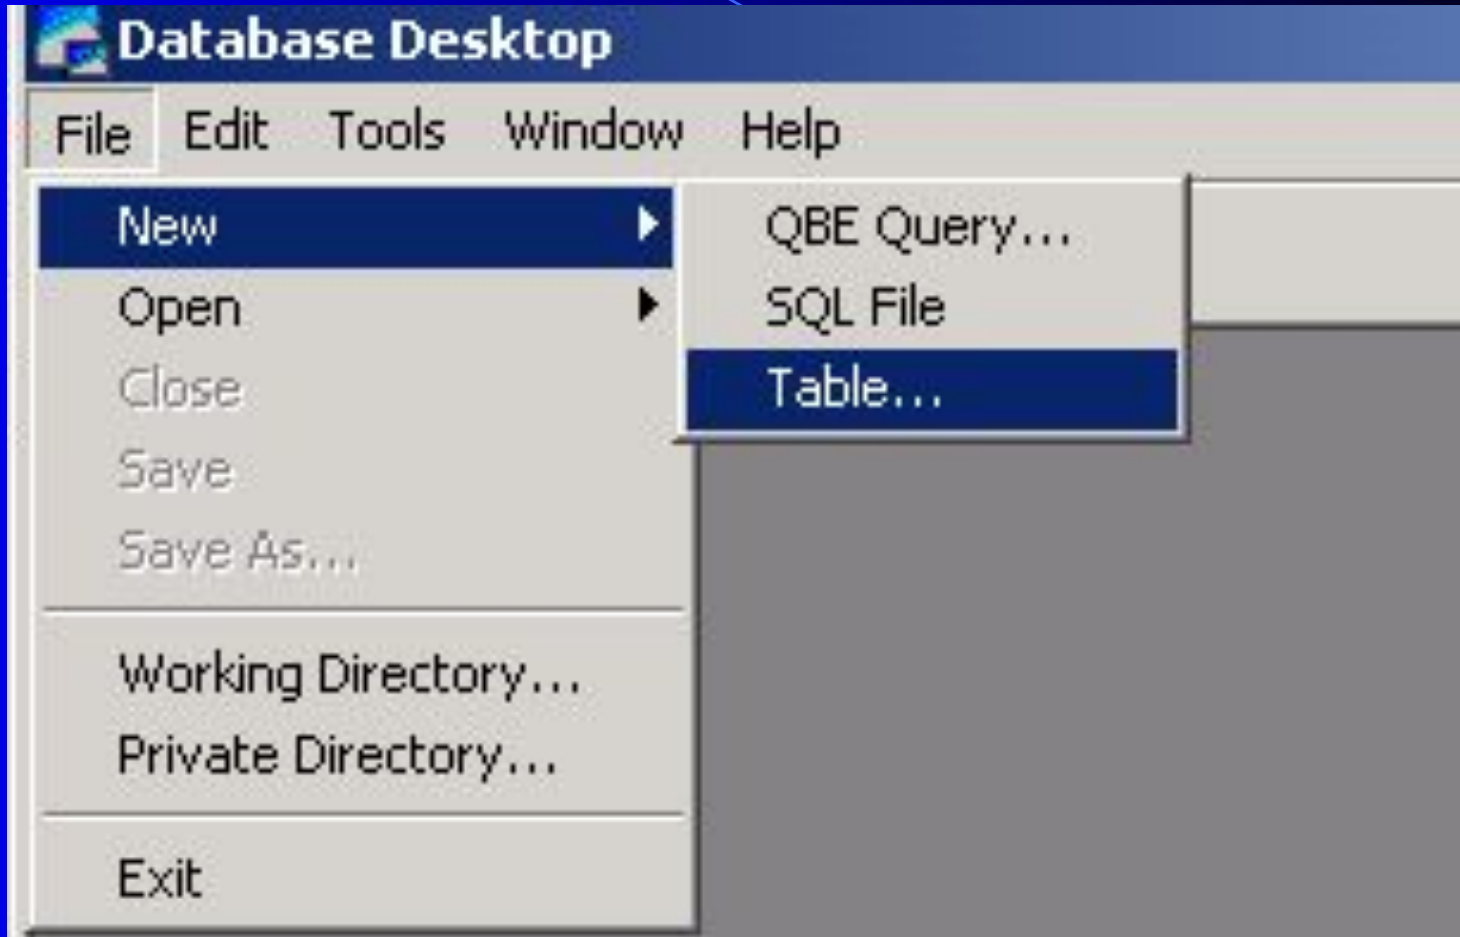 Database Desktop
File Edit Tools Window Help
New
Open
Close
Save
Save As...
Working Directory...
Private Directory...
Exit
QBE Query...
SQL File
Table...